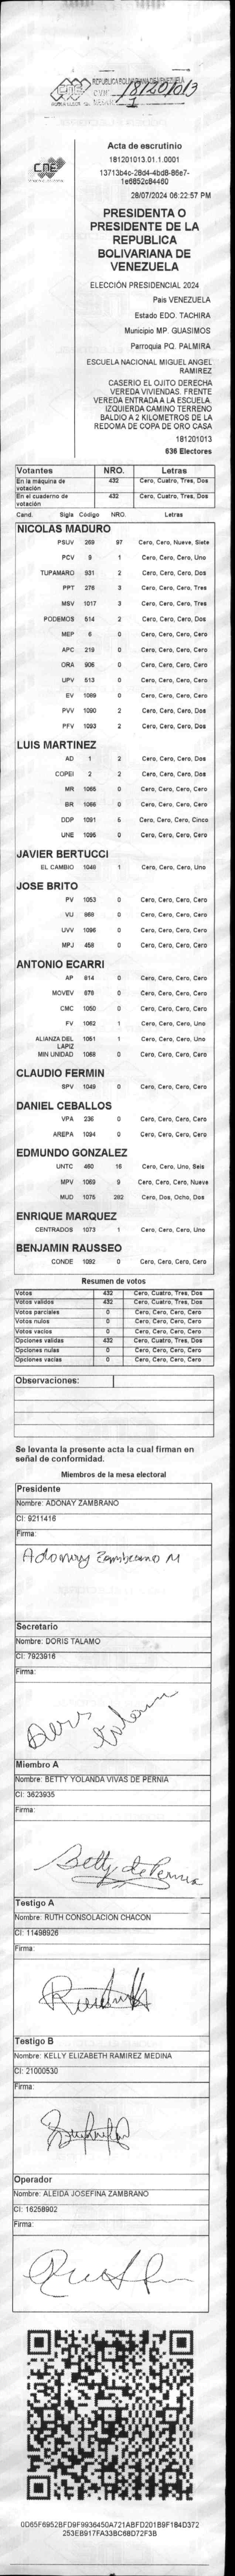 REPUBLICA BOLIVARIANA DE VENEZUELA
CNE
181201013
1
CNE
Acta de escrutinio
181201013.01.1.0001
28/07/2024 06:22:57 PM
PRESIDENTA O
PRESIDENTE DE LA
REPUBLICA
BOLIVARIANA DE
VENEZUELA
ELECCIÓN PRESIDENCIAL 2024
Pais VENEZUELA
Estado EDO. TACHIRA
Municipio MP. GUASIMOS
Parroquia PQ. PALMIRA
ESCUELA NACIONAL MIGUEL ANGEL
RAMIREZ
CASERIO EL OJITO DERECHA
VEREDA VIVIENDAS. FRENTE
VEREDA ENTRADA A LA ESCUELA.
IZQUIERDA CAMINO TERRENO
BALDIO A 2 KILOMETROS DE LA
REDOMA DE COPA DE ORO CASA
181201013
636 Electores
Votantes NRO. Letras
En la máquina de votación 432 Cero, Cuatro, Tres, Dos
En el cuaderno de votación 432 Cero, Cuatro, Tres, Dos
Cand. Sigla Código NRO. Letras
NICOLAS MADURO
PSUV 269 97 Cero, Cero, Nueve, Siete
PCV 9 1 Cero, Cero, Cero, Uno
TUPAMARO 931 2 Cero, Cero, Cero, Dos
PPT 276 3 Cero, Cero, Cero, Tres
MSV 1017 3 Cero, Cero, Cero, Tres
PODEMOS 514 2 Cero, Cero, Cero, Dos
MEP 6 0 Cero, Cero, Cero, Cero
APC 219 0 Cero, Cero, Cero, Cero
ORA 906 0 Cero, Cero, Cero, Cero
UPV 513 0 Cero, Cero, Cero, Cero
EV 1089 0 Cero, Cero, Cero, Cero
PVV 1090 2 Cero, Cero, Cero, Dos
PFV 1093 2 Cero, Cero, Cero, Dos
LUIS MARTINEZ
AD 1 2 Cero, Cero, Cero, Dos
COPEI 2 2 Cero, Cero, Cero, Dos
MR 1065 0 Cero, Cero, Cero, Cero
BR 1066 0 Cero, Cero, Cero, Cero
DDP 1091 5 Cero, Cero, Cero, Cinco
UNE 1095 0 Cero, Cero, Cero, Cero
JAVIER BERTUCCI
EL CAMBIO 1048 1 Cero, Cero, Cero, Uno
JOSE BRITO
PV 1053 0 Cero, Cero, Cero, Cero
VU 968 0 Cero, Cero, Cero, Cero
UVV 1096 0 Cero, Cero, Cero, Cero
MPJ 458 0 Cero, Cero, Cero, Cero
ANTONIO ECARRI
AP 814 0 Cero, Cero, Cero, Cero
MOVEV 878 0 Cero, Cero, Cero, Cero
CMC 1050 0 Cero, Cero, Cero, Cero
FV 1062 1 Cero, Cero, Cero, Uno
ALIANZA DEL LAPIZ 1051 1 Cero, Cero, Cero, Uno
MIN UNIDAD 1068 0 Cero, Cero, Cero, Cero
CLAUDIO FERMIN
SPV 1049 0 Cero, Cero, Cero, Cero
DANIEL CEBALLOS
VPA 236 0 Cero, Cero, Cero, Cero
AREPA 1094 0 Cero, Cero, Cero, Cero
EDMUNDO GONZALEZ
UNTC 460 16 Cero, Cero, Uno, Seis
MPV 1069 9 Cero, Cero, Cero, Nueve
MUD 1075 282 Cero, Dos, Ocho, Dos
ENRIQUE MARQUEZ
CENTRADOS 1073 1 Cero, Cero, Cero, Uno
BENJAMIN RAUSSEO
CONDE 1092 0 Cero, Cero, Cero, Cero
Resumen de votos
Votos 432 Cero, Cuatro, Tres, Dos
Votos validos 432 Cero, Cuatro, Tres, Dos
Votos parciales 0 Cero, Cero, Cero, Cero
Votos nulos 0 Cero, Cero, Cero, Cero
Votos vacios 0 Cero, Cero, Cero, Cero
Opciones validas 432 Cero, Cuatro, Tres, Dos
Opciones nulas 0 Cero, Cero, Cero, Cero
Opciones vacias 0 Cero, Cero, Cero, Cero
Observaciones:
Se levanta la presente acta la cual firman en
señal de conformidad.
Miembros de la mesa electoral
Presidente
Nombre: ADONAY ZAMBRANO
CI: 9211416
Firma:
Adonay Zambrano M
Secretario
Nombre: DORIS TALAMO
CI: 7923916
Firma:
Doris Talamo
Miembro A
Nombre: BETTY YOLANDA VIVAS DE PERNIA
CI: 3623935
Firma:
Betty de Pernia
Testigo A
Nombre: RUTH CONSOLACION CHACON
CI: 11498926
Firma:
Testigo B
Nombre: KELLY ELIZABETH RAMIREZ MEDINA
CI: 21000530
Firma:
Operador
Nombre: ALEIDA JOSEFINA ZAMBRANO
CI: 16258902
Firma:
0D65F6952BFD9F9936450A721ABFD201B9F184D372
253EB917FA33BC68D72F3B